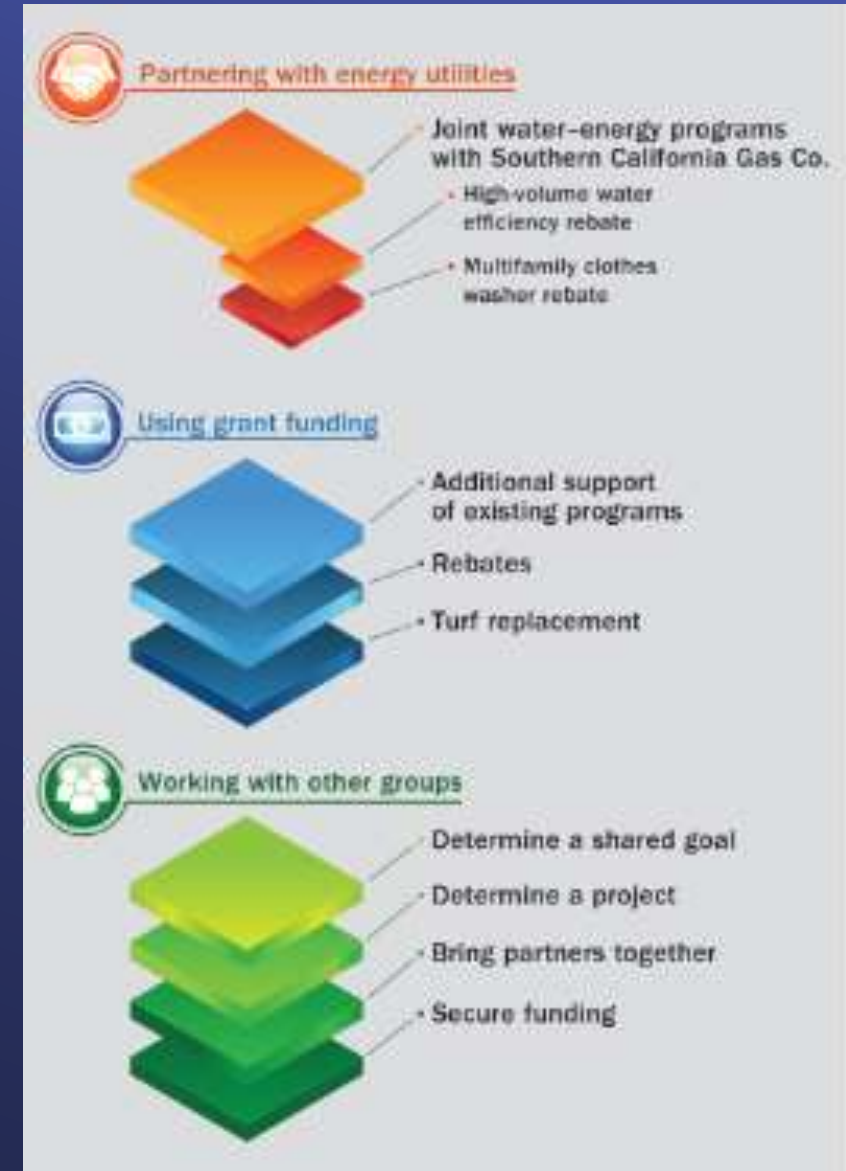 Partnering with energy utilities
Joint water–energy programs
with Southern California Gas Co.
• High-volume water
efficiency rebate
• Multifamily clothes
washer rebate
Using grant funding
• Additional support
of existing programs
• Rebates
• Turf replacement
Working with other groups
Determine a shared goal
• Determine a project
• Bring partners together
• Secure funding